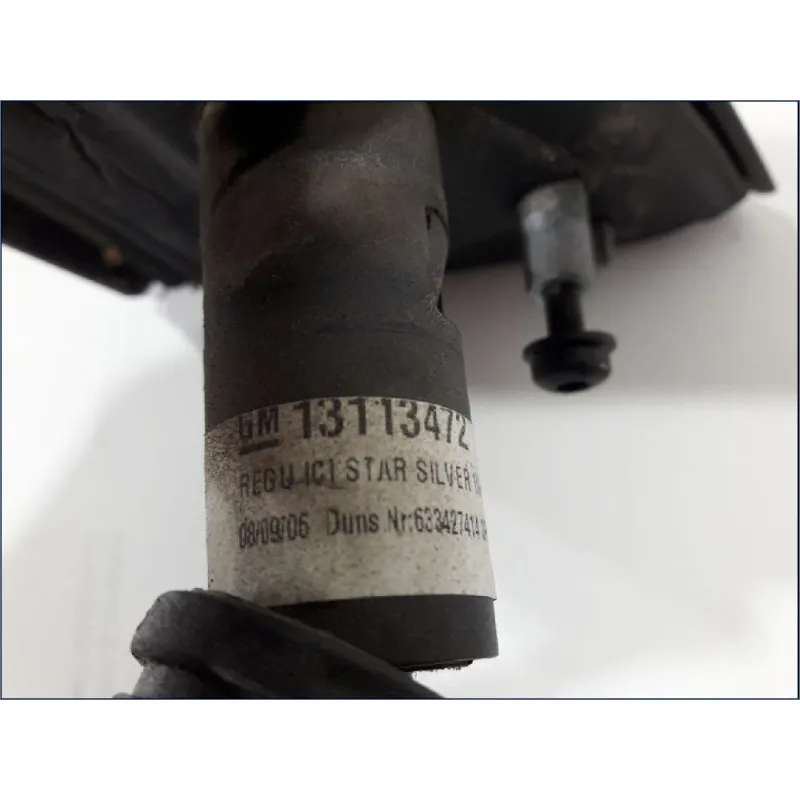 GM 13113472
REGU ICI STAR SILVER
08/09/06 Duns Nr:633427414